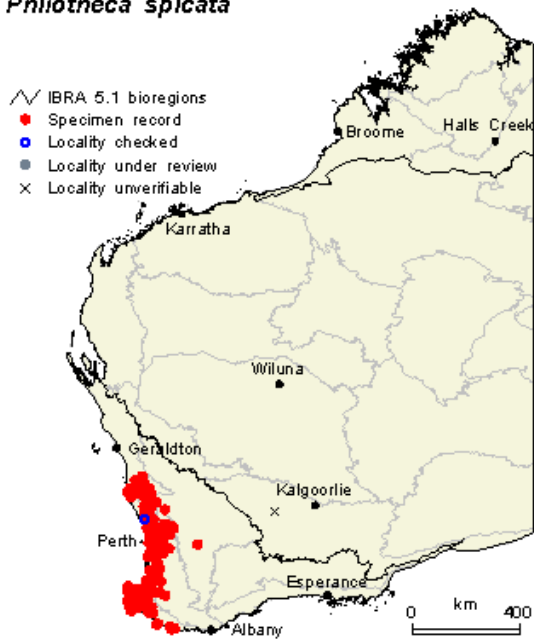 Philotheca spicata
IBRA 5.1 bioregions
Specimen record
Locality checked
Locality under review
Locality unverifiable
Broome
Halls Creek
Karratha
Wiluna
Geraldton
Kalgoorlie
Perth
Esperance
Albany
km
0 400